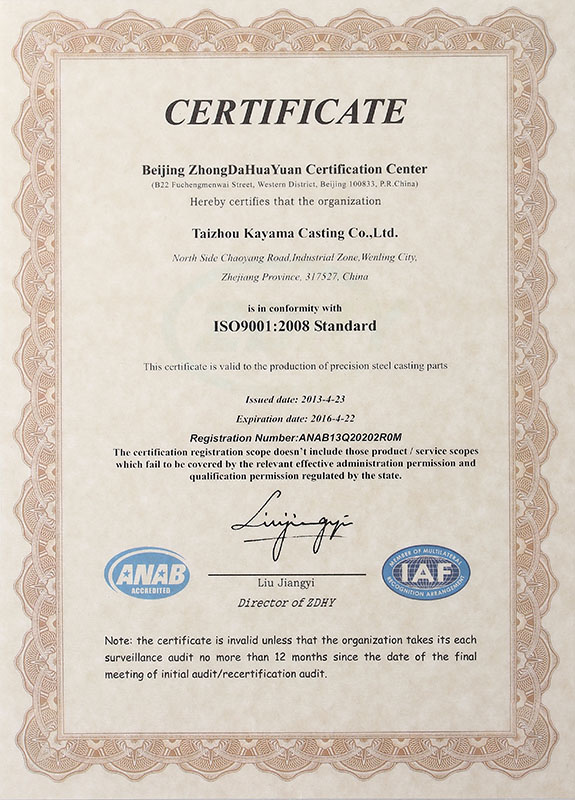 CERTIFICATE
Beijing ZhongDaHuaYuan Certification Center
(B22 Fuchengmenwai Street, Western District, Beijing 100833, P.R.China)
Hereby certifies that the organization
Taizhou Kayama Casting Co.,Ltd.
North Side Chaoyang Road,Industrial Zone,Wenling City,
Zhejiang Province, 317527, China
is in conformity with
ISO9001:2008 Standard
This certificate is valid to the production of precision steel casting parts
Issued date: 2013-4-23
Expiration date: 2016-4-22
Registration Number:ANAB13Q20202R0M
The certification registration scope doesn't include those product / service scopes
which fail to be covered by the relevant effective administration permission and
qualification permission regulated by the state.
Liujiangyi
ANAB
ACCREDITED
MEMBER OF MULTILATERAL
IAF
RECOGNITION ARRANGEMENT
Liu Jiangyi
Director of ZDHY
Note: the certificate is invalid unless that the organization takes its each
surveillance audit no more than 12 months since the date of the final
meeting of initial audit/recertification audit.